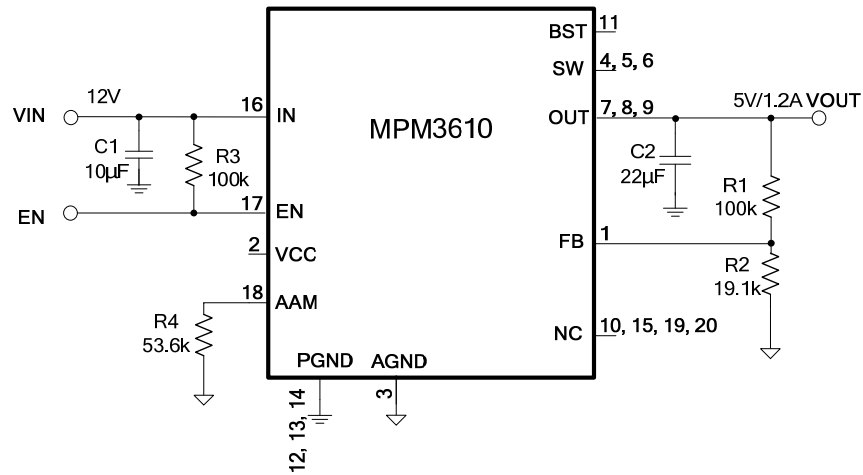 BST 11
SW 4, 5, 6
VIN 12V 16 IN MPM3610 OUT 7, 8, 9 5V/1.2A VOUT
C1
10μF
R3
100k
C2
22μF
R1
100k
EN 17 EN
FB 1
2 VCC
R2
19.1k
18 AAM
R4
53.6k
NC 10, 15, 19, 20
PGND AGND
12, 13, 14
3